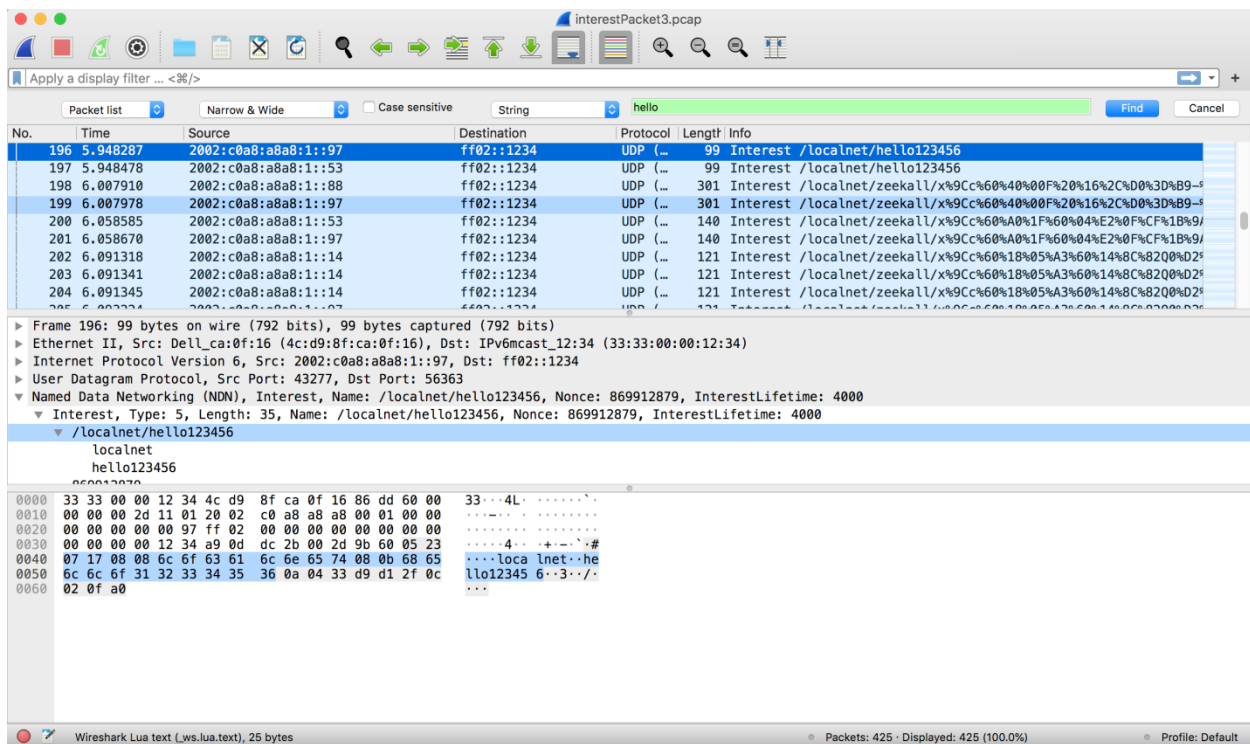 interestPacket3.pcap
Apply a display filter ... <⌘/>
Packet list Narrow & Wide Case sensitive String hello Find Cancel
No. Time Source Destination Protocol Length Info
196 5.948287 2002:c0a8:a8a8:1::97 ff02::1234 UDP (… 99 Interest /localnet/hello123456
197 5.948478 2002:c0a8:a8a8:1::53 ff02::1234 UDP (… 99 Interest /localnet/hello123456
198 6.007910 2002:c0a8:a8a8:1::88 ff02::1234 UDP (… 301 Interest /localnet/zeekall/x%9Cc%60%40%00F%20%16%2C%D0%3D%B9–
199 6.007978 2002:c0a8:a8a8:1::97 ff02::1234 UDP (… 301 Interest /localnet/zeekall/x%9Cc%60%40%00F%20%16%2C%D0%3D%B9–
200 6.058585 2002:c0a8:a8a8:1::53 ff02::1234 UDP (… 140 Interest /localnet/zeekall/x%9Cc%60%A0%1F%60%04%E2%0F%CF%1B%9
201 6.058670 2002:c0a8:a8a8:1::97 ff02::1234 UDP (… 140 Interest /localnet/zeekall/x%9Cc%60%A0%1F%60%04%E2%0F%CF%1B%9
202 6.091318 2002:c0a8:a8a8:1::14 ff02::1234 UDP (… 121 Interest /localnet/zeekall/x%9Cc%60%18%05%A3%60%14%8C%82Q0%D2
203 6.091341 2002:c0a8:a8a8:1::14 ff02::1234 UDP (… 121 Interest /localnet/zeekall/x%9Cc%60%18%05%A3%60%14%8C%82Q0%D2
204 6.091345 2002:c0a8:a8a8:1::14 ff02::1234 UDP (… 121 Interest /localnet/zeekall/x%9Cc%60%18%05%A3%60%14%8C%82Q0%D2
Frame 196: 99 bytes on wire (792 bits), 99 bytes captured (792 bits)
Ethernet II, Src: Dell_ca:0f:16 (4c:d9:8f:ca:0f:16), Dst: IPv6mcast_12:34 (33:33:00:00:12:34)
Internet Protocol Version 6, Src: 2002:c0a8:a8a8:1::97, Dst: ff02::1234
User Datagram Protocol, Src Port: 43277, Dst Port: 56363
Named Data Networking (NDN), Interest, Name: /localnet/hello123456, Nonce: 869912879, InterestLifetime: 4000
Interest, Type: 5, Length: 35, Name: /localnet/hello123456, Nonce: 869912879, InterestLifetime: 4000
/localnet/hello123456
localnet
hello123456
0000 33 33 00 00 12 34 4c d9 8f ca 0f 16 86 dd 60 00 33···4L· ······`·
0010 00 00 00 2d 11 01 20 02 c0 a8 a8 a8 00 01 00 00 ···-·· · ········
0020 00 00 00 00 00 97 ff 02 00 00 00 00 00 00 00 00 ········ ········
0030 00 00 00 00 12 34 a9 0d dc 2b 00 2d 9b 60 05 23 ·····4·· ·+·-·`·#
0040 07 17 08 08 6c 6f 63 61 6c 6e 65 74 08 0b 68 65 ····loca lnet··he
0050 6c 6c 6f 31 32 33 34 35 36 0a 04 33 d9 d1 2f 0c llo12345 6··3··/·
0060 02 0f a0 ···
Wireshark Lua text (_ws.lua.text), 25 bytes Packets: 425 · Displayed: 425 (100.0%) Profile: Default